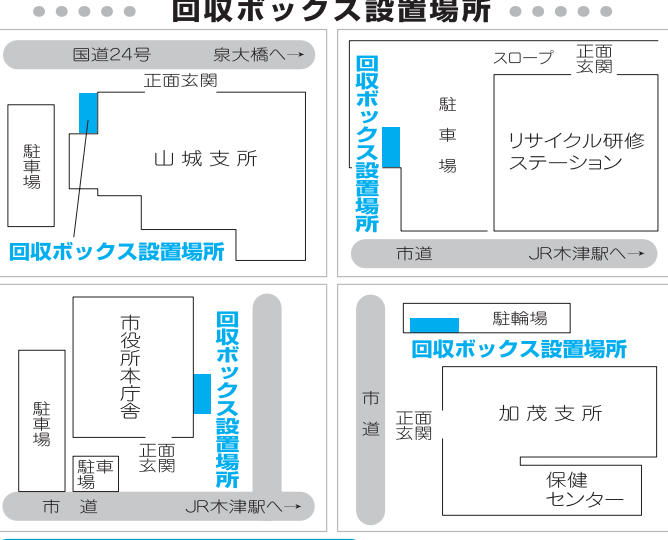 回収ボックス設置場所
国道24号 泉大橋へ→
正面玄関
駐車場
山城支所
回収ボックス設置場所
スロープ
正面
玄関
回収ボックス設置場所
駐車場
リサイクル研修
ステーション
市道 JR木津駅へ→
市役所本庁舎
回収ボックス設置場所
駐車場
正面
玄関
駐車
場
市道 JR木津駅へ→
駐輪場
回収ボックス設置場所
市道
正面
玄関
加茂支所
保健
センター